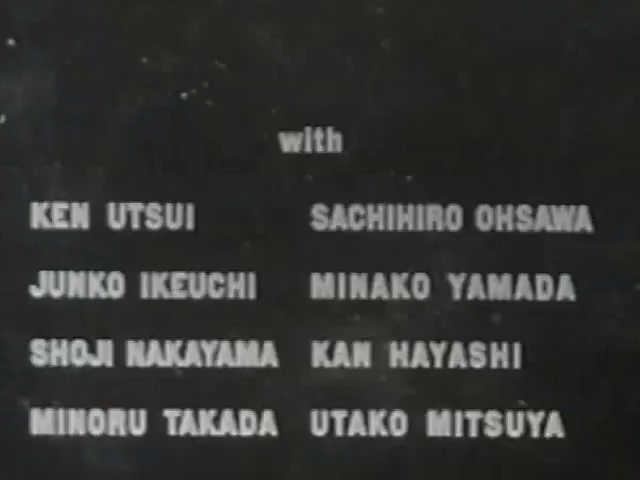 with
KEN UTSUI SACHIHIRO OHSAWA
JUNKO IKEUCHI MINAKO YAMADA
SHOJI NAKAYAMA KAN HAYASHI
MINORU TAKADA UTAKO MITSUYA